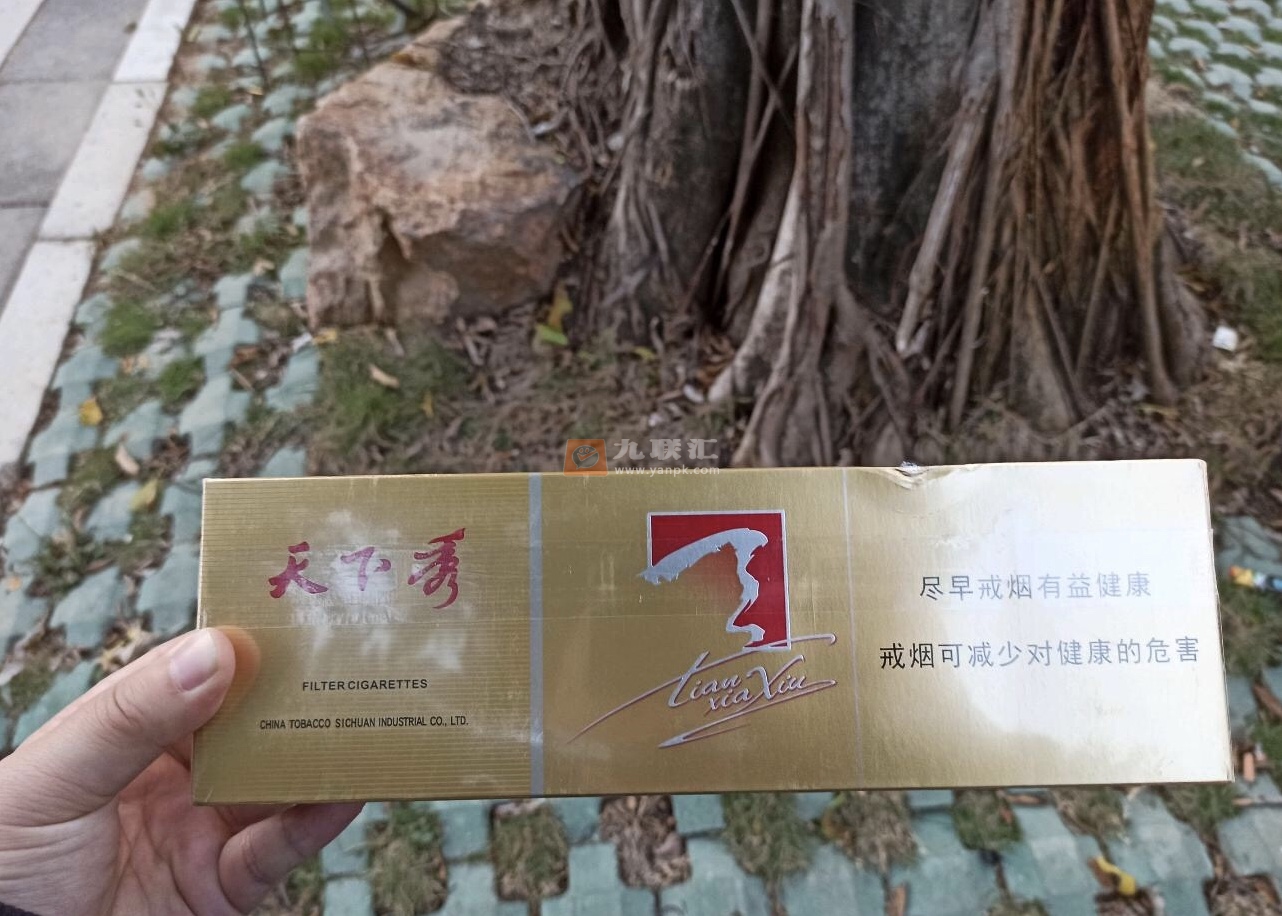 九联汇
www.yanpk.com
天下秀
FILTER CIGARETTES
CHINA TOBACCO SICHUAN INDUSTRIAL CO., LTD.
tian
xia Xiu
尽早戒烟有益健康
戒烟可减少对健康的危害